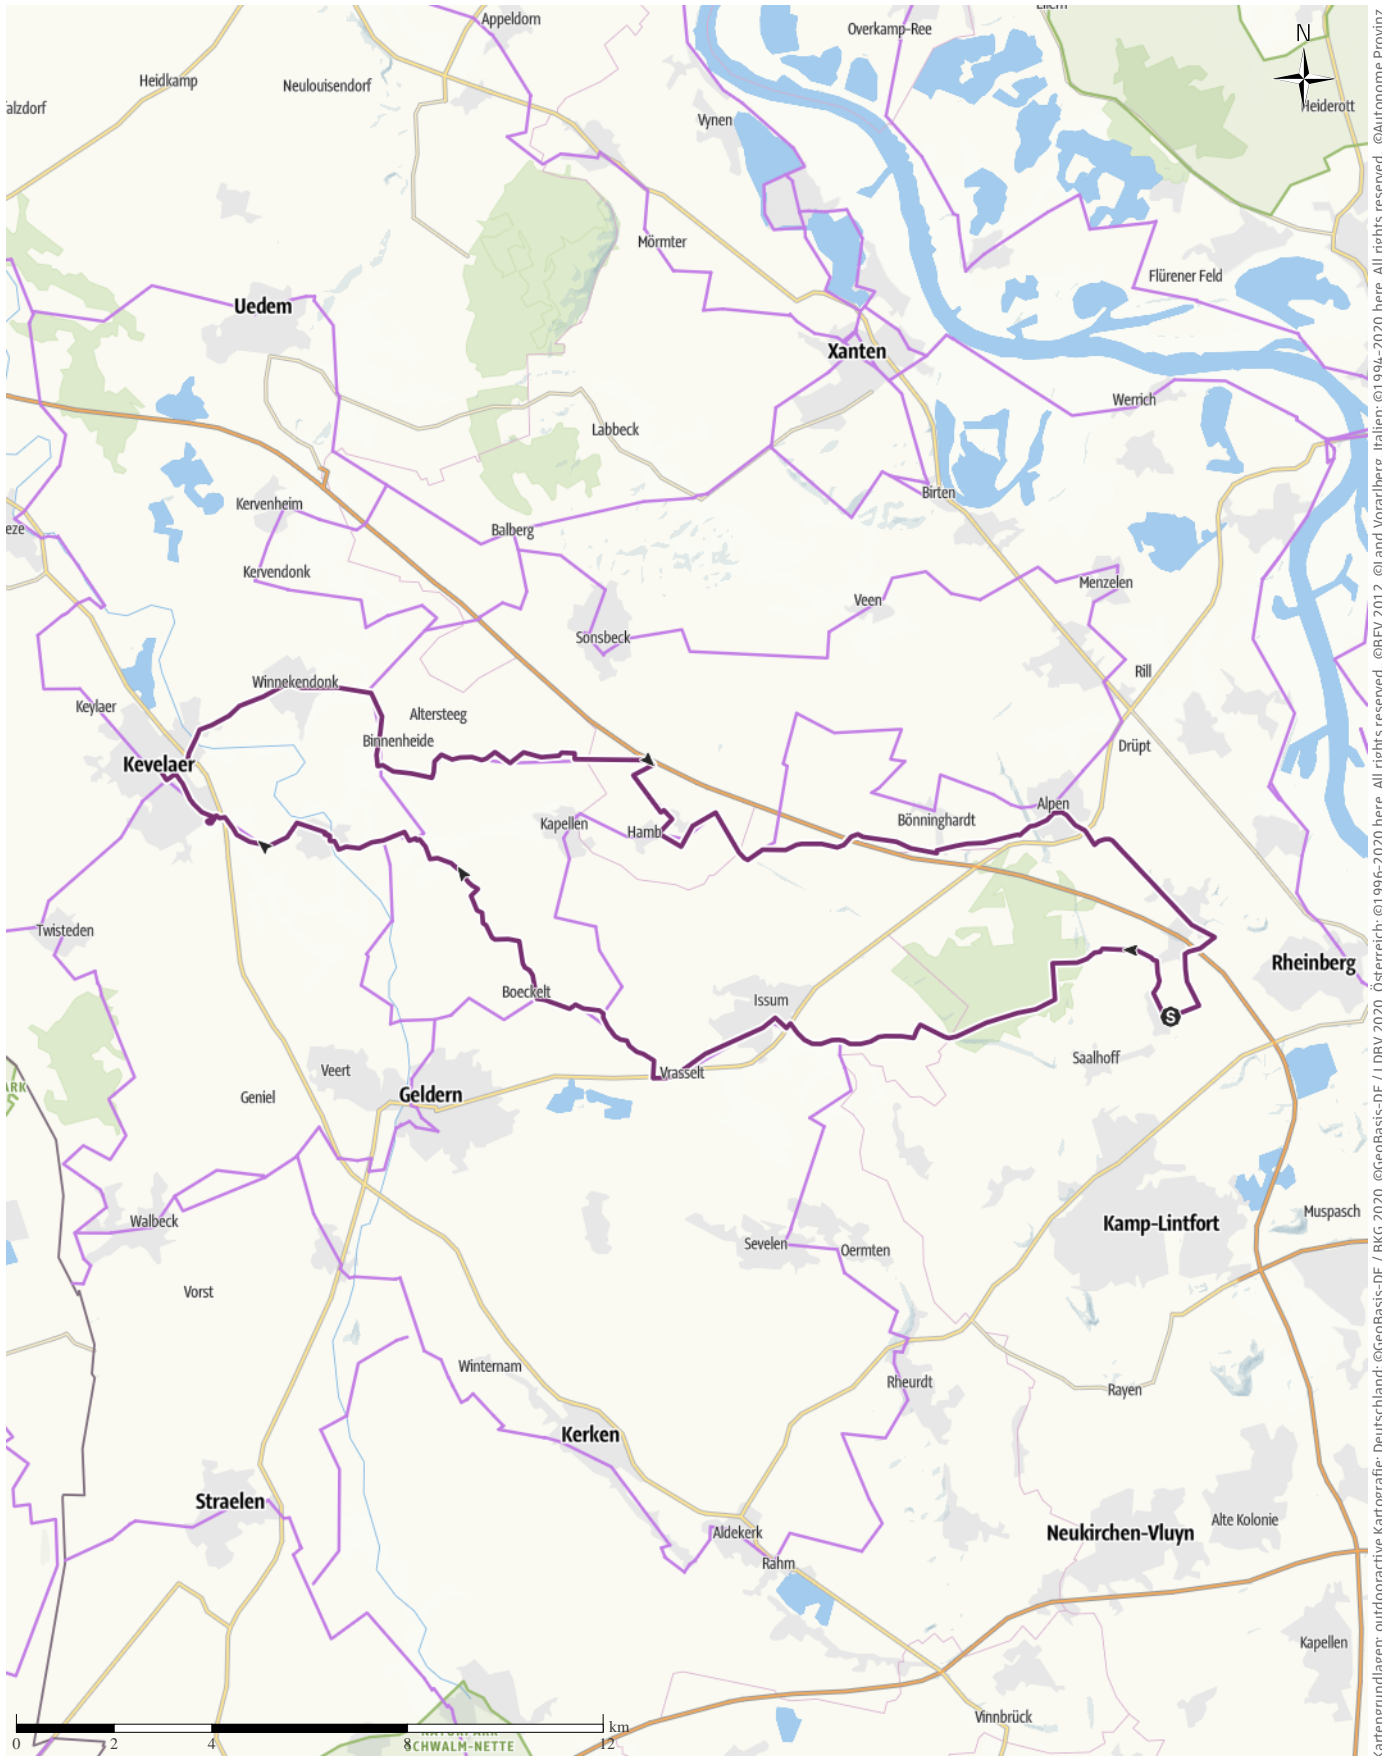 Appeldorn
Overkamp-Ree
N
Heidkamp
Neulouisendorf
Heiderott
Vynen
Mörmter
Flürener Feld
Uedem
Xanten
Werrich
Labbeck
Birten
Kervenheim
Balberg
Kervendonk
Menzelen
Veen
Sonsbeck
Rill
Winnekendonk
Keylaer
Altersteeg
Binnenheide
Drüpt
Kevelaer
Alpen
Kapellen
Hamb
Bönninghardt
Twisteden
Rheinberg
Boeckelt
Issum
S
Saalhoff
Veert
Vrasselt
Geniel
Geldern
Walbeck
Kamp-Lintfort
Muspasch
Sevelen
Oermten
Vorst
Winternam
Rheurdt
Rayen
Kerken
Straelen
Aldekerk
Neukirchen-Vluyn
Alte Kolonie
Rahm
Kapellen
Vinnbrück
km
0 2 4 8 12
SCHWALM-NETTE